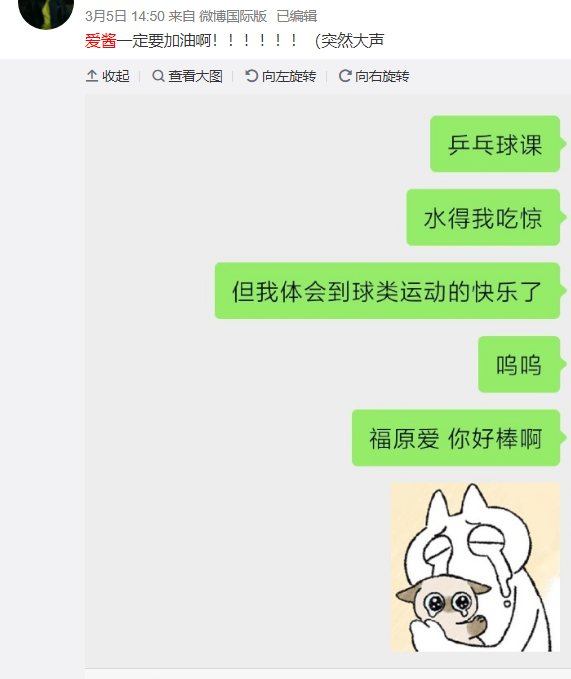 3月5日 14:50 来自 微博国际版 已编辑
爱酱一定要加油啊！！！！！！（突然大声
收起 查看大图 向左旋转 向右旋转
乒乓球课
水得我吃惊
但我体会到球类运动的快乐了
呜呜
福原爱 你好棒啊